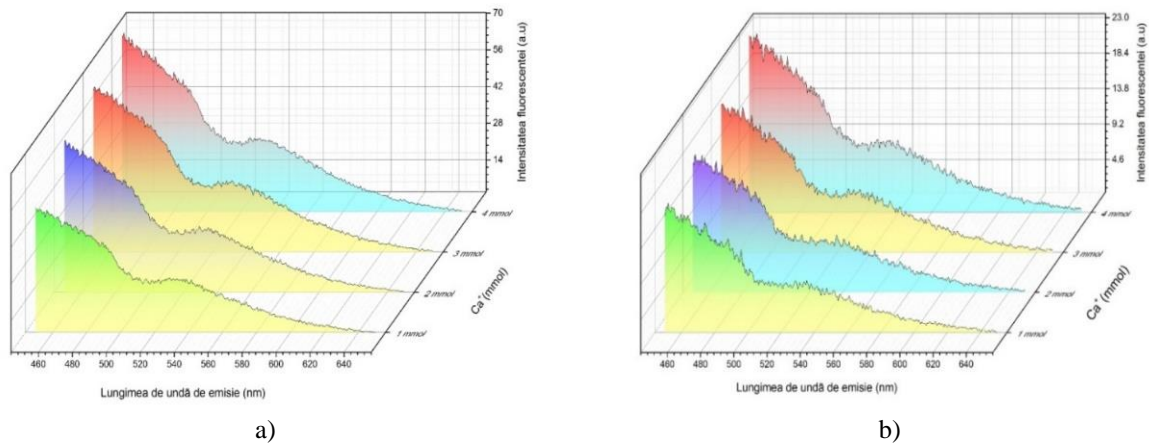 70
56
42
28
14
Intensitatea fluorescentei (a.u)
4 mmol
3 mmol
2 mmol
1 mmol
Ca⁺(mmol)
460 480 500 520 540 560 580 600 620 640
Lungimea de undă de emisie (nm)
a)
23.0
18.4
13.8
9.2
4.6
Intensitatea fluorescentei (a.u)
4 mmol
3 mmol
2 mmol
1 mmol
Ca⁺(mmol)
460 480 500 520 540 560 580 600 620 640
Lungimea de undă de emisie (nm)
b)